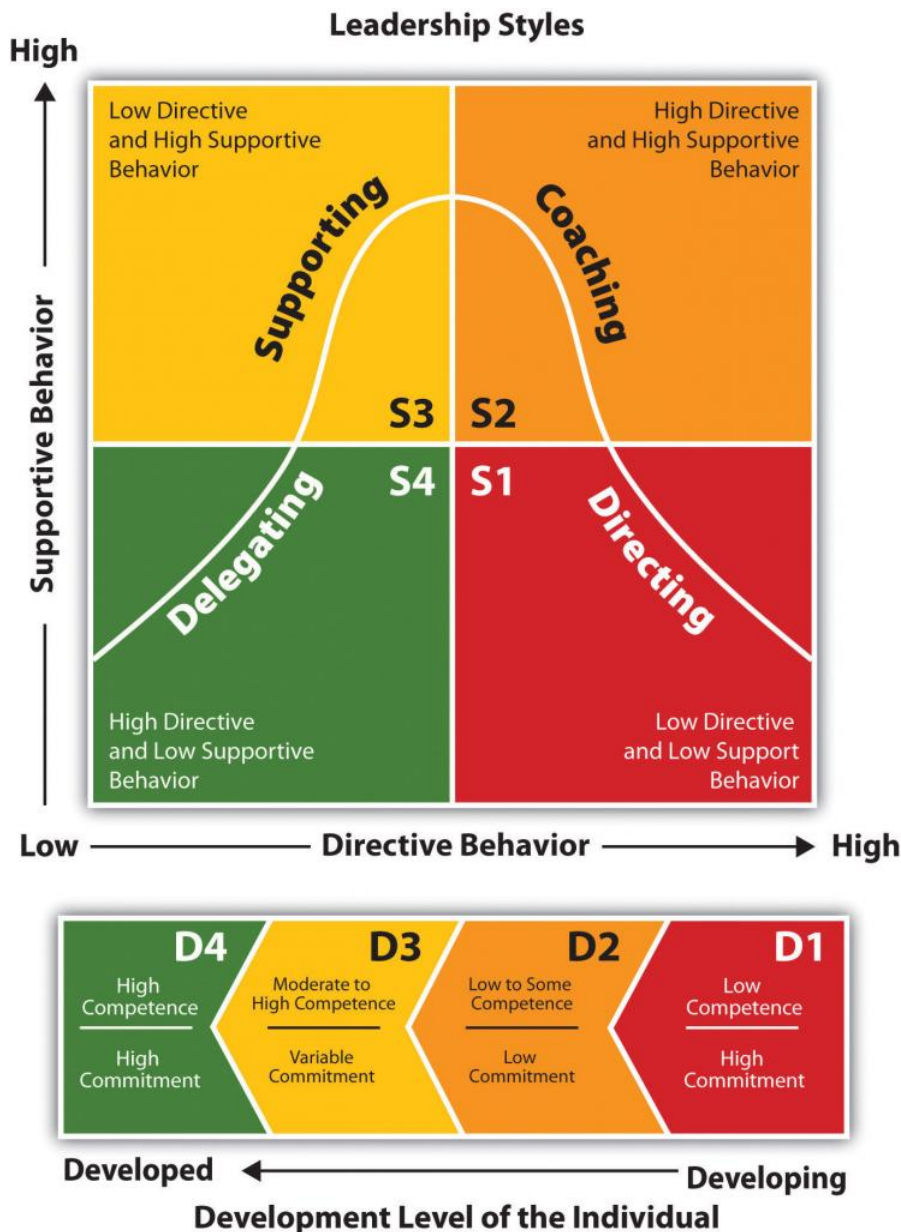 Leadership Styles
High
Supportive Behavior
Low Directive
and High Supportive
Behavior
Supporting
S3
High Directive
and High Supportive
Behavior
Coaching
S2
S4
Delegating
High Directive
and Low Supportive
Behavior
S1
Directing
Low Directive
and Low Support
Behavior
Low
Directive Behavior
High
D4
High
Competence
High
Commitment
D3
Moderate to
High Competence
Variable
Commitment
D2
Low to Some
Competence
Low
Commitment
D1
Low
Competence
High
Commitment
Developed
Developing
Development Level of the Individual